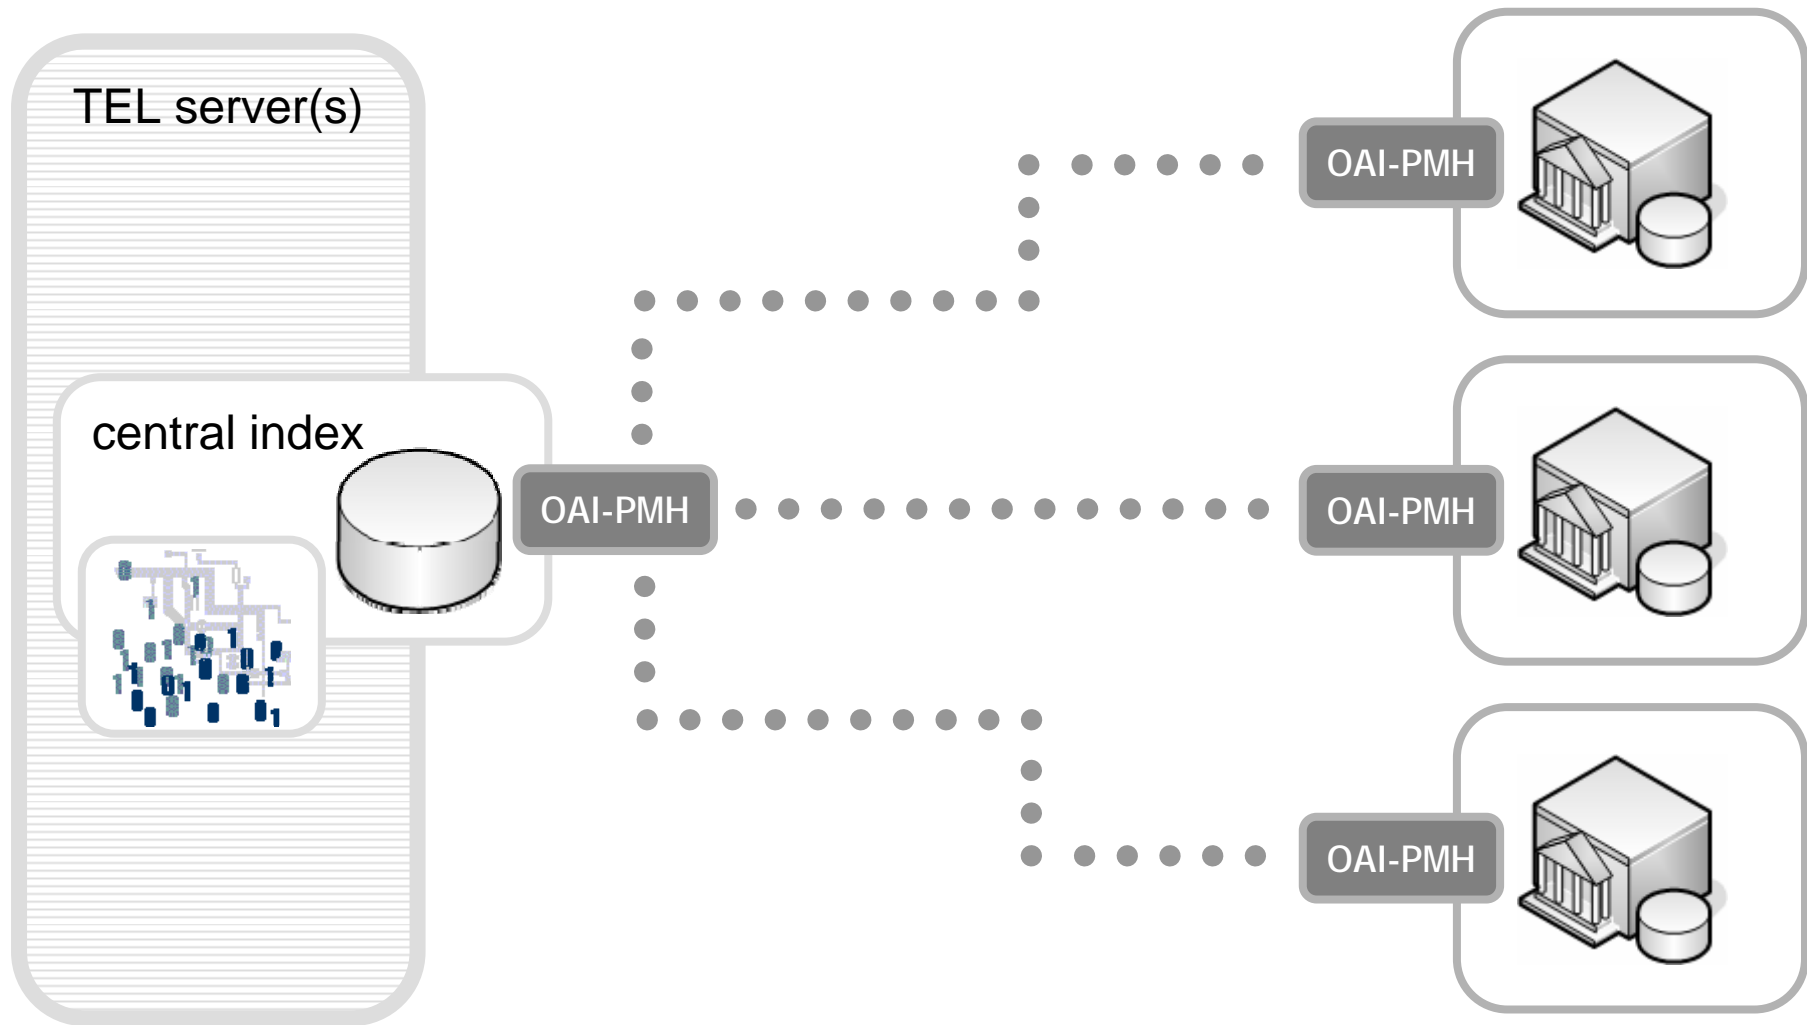 TEL server(s)
OAI-PMH
central index
OAI-PMH
OAI-PMH
OAI-PMH